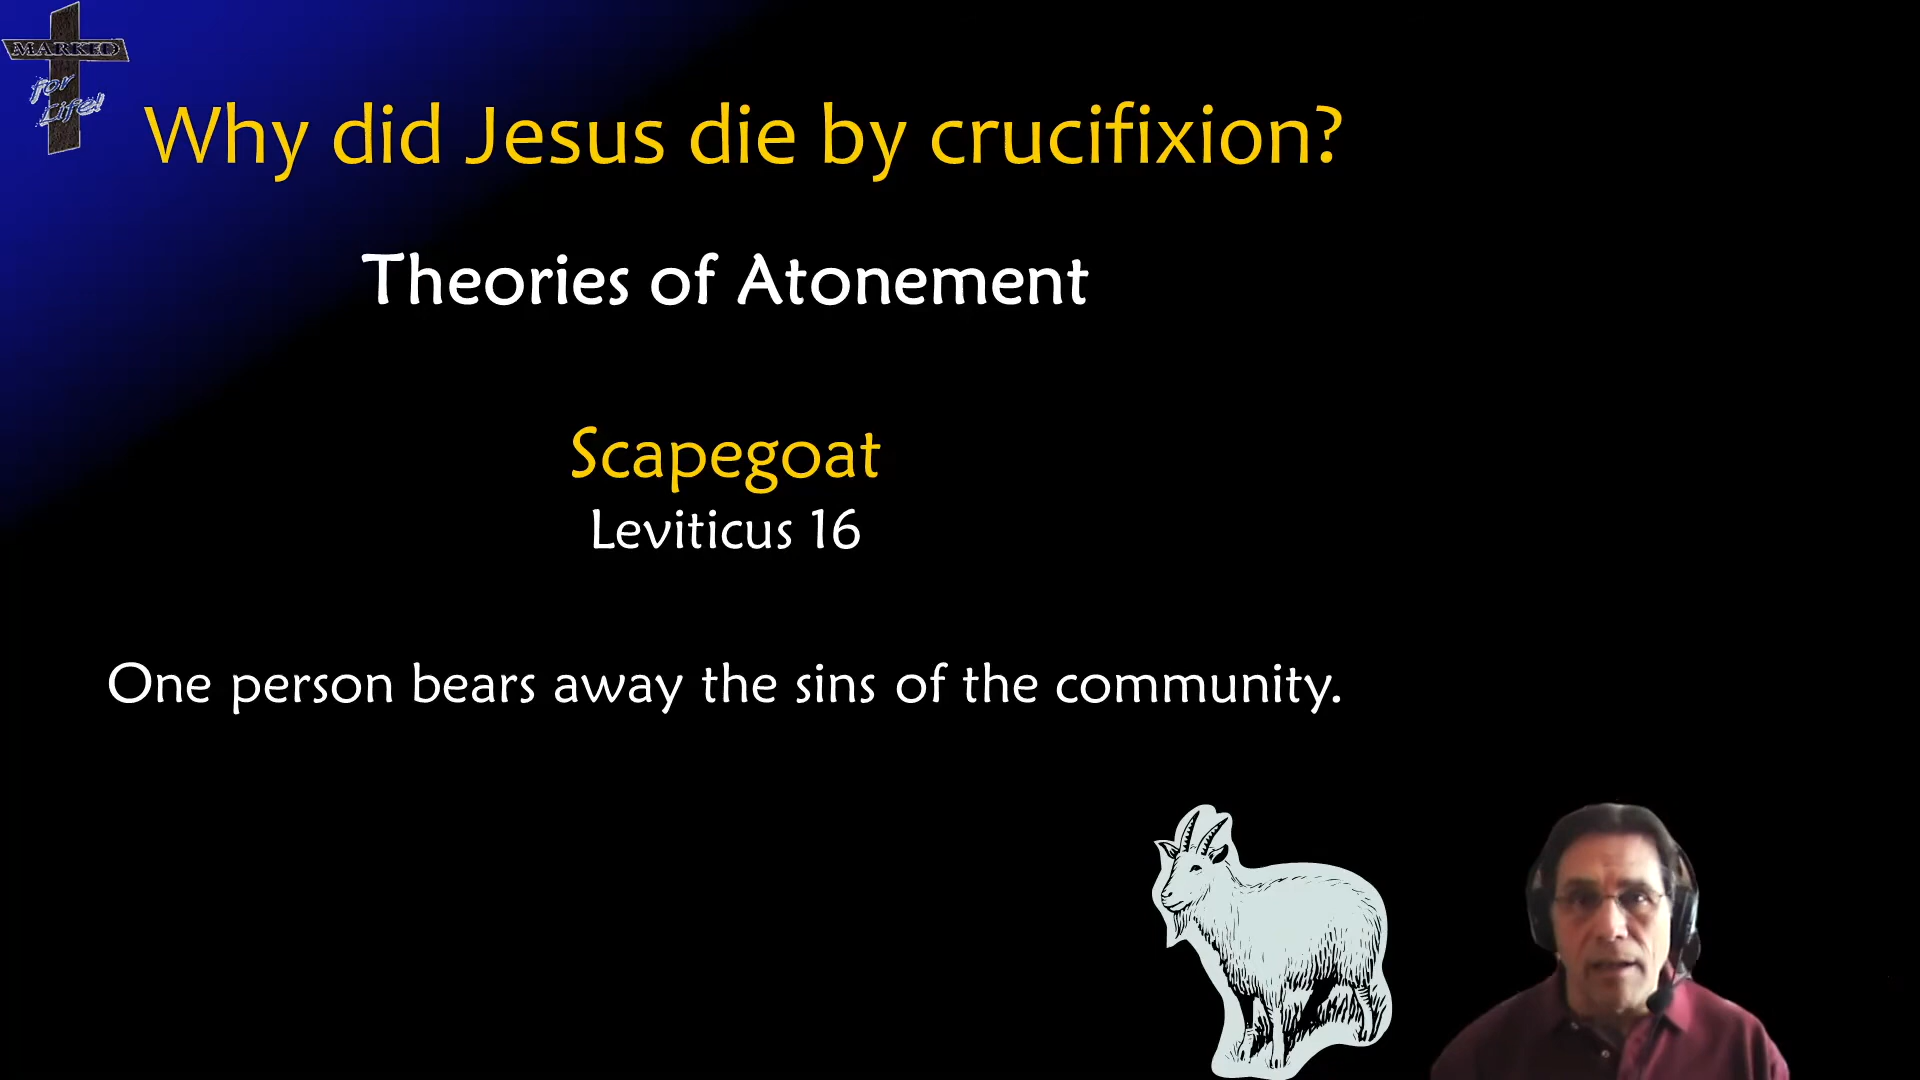 MARKED
for
Life!
Why did Jesus die by crucifixion?
Theories of Atonement
Scapegoat
Leviticus 16
One person bears away the sins of the community.